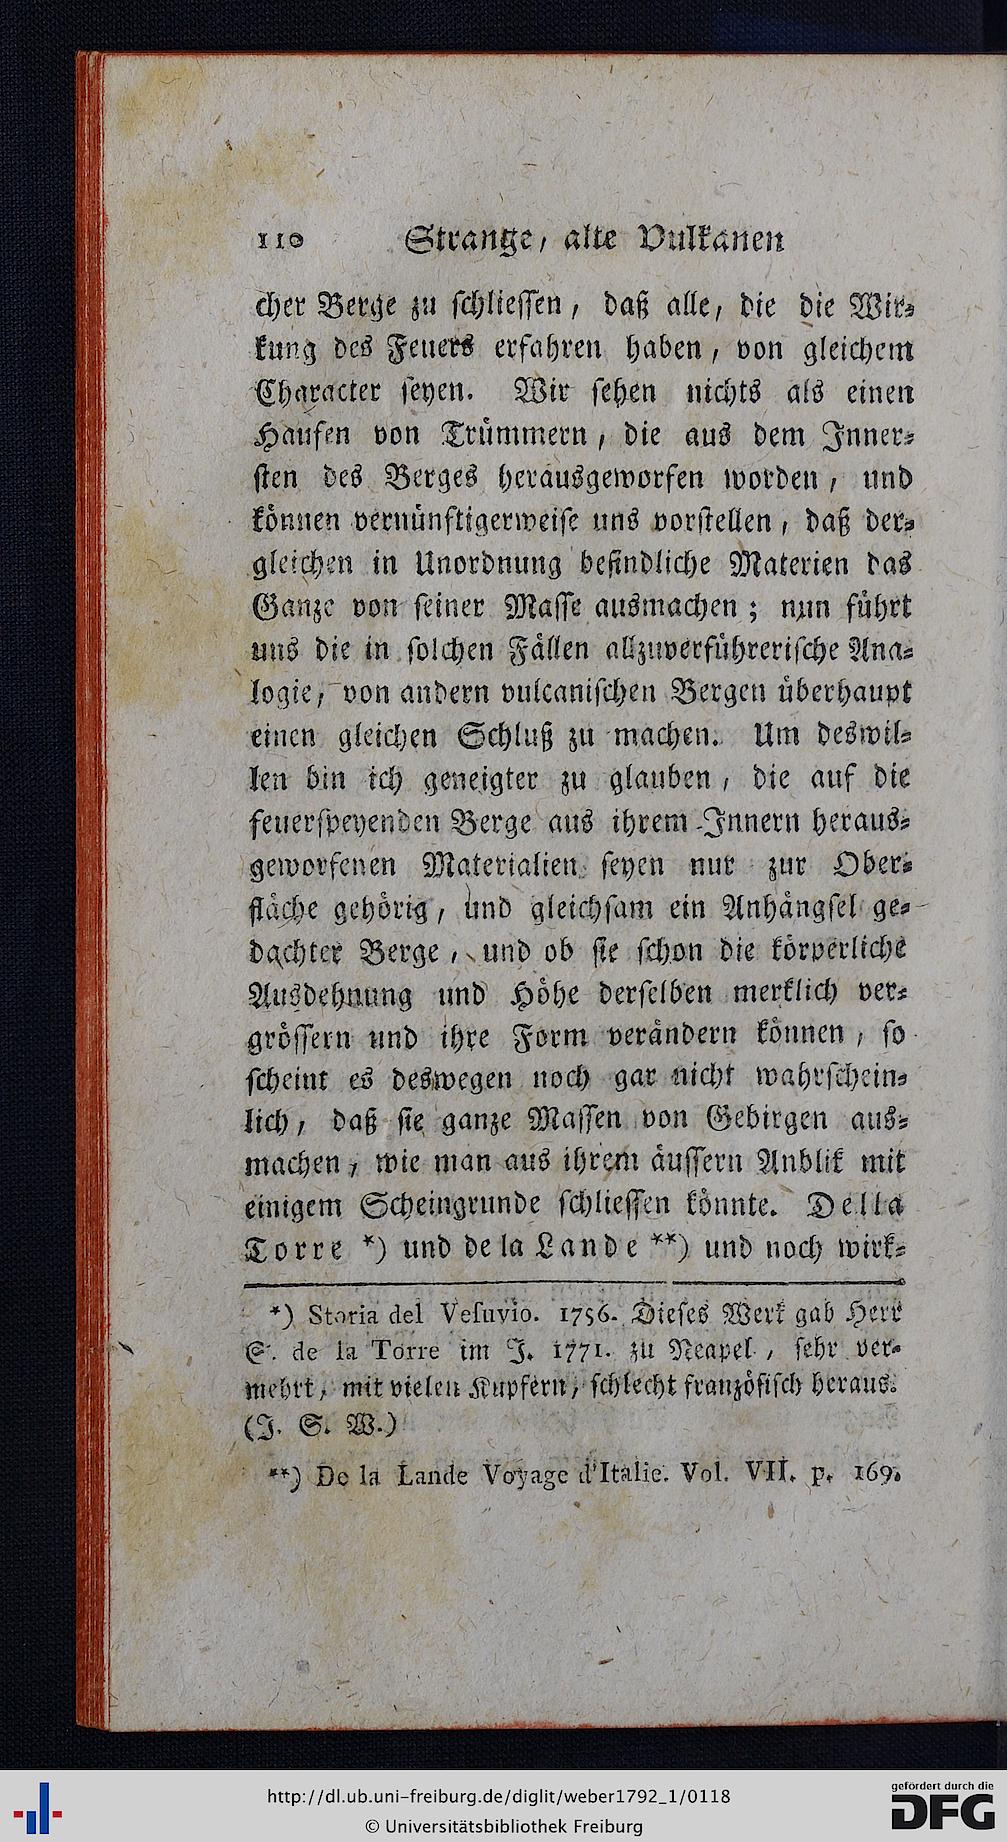 110 Strange, alte Vulkanen
cher Berge zu schliessen, daß alle, die die Wir-
kung des Feuers erfahren haben, von gleichem
Character seyen. Wir sehen nichts als einen
Haufen von Trümmern, die aus dem Inner-
sten des Berges herausgeworfen worden, und
können vernünftigerweise uns vorstellen, daß der-
gleichen in Unordnung befindliche Materien das
Ganze von seiner Masse ausmachen; nun führt
uns die in solchen Fällen allzuverführerische Ana-
logie, von andern vulcanischen Bergen überhaupt
einen gleichen Schluß zu machen. Um deswil-
len bin ich geneigter zu glauben, die auf die
feuerspeyenden Berge aus ihrem Innern heraus-
geworfenen Materialien seyen nur zur Ober-
fläche gehörig, und gleichsam ein Anhängsel ge-
dachter Berge, und ob sie schon die körperliche
Ausdehnung und Höhe derselben merklich ver-
grössern und ihre Form verändern können, so
scheint es deswegen noch gar nicht wahrschein-
lich, daß sie ganze Massen von Gebirgen aus-
machen, wie man aus ihrem äussern Anblik mit
einigem Scheingrunde schliessen könnte. Della
Torre *) und de la Lande **) und noch wirk-
*) Storia del Vesuvio. 1756. Dieses Werk gab Herr
S. de la Torre im J. 1771. zu Neapel, sehr ver-
mehrt, mit vielen Kupfern, schlecht französisch heraus.
(J. S. W.)
**) De la Lande Voyage d'Italie. Vol. VII. p. 169.
http://dl.ub.uni-freiburg.de/diglit/weber1792_1/0118
© Universitätsbibliothek Freiburg
gefördert durch die
DFG